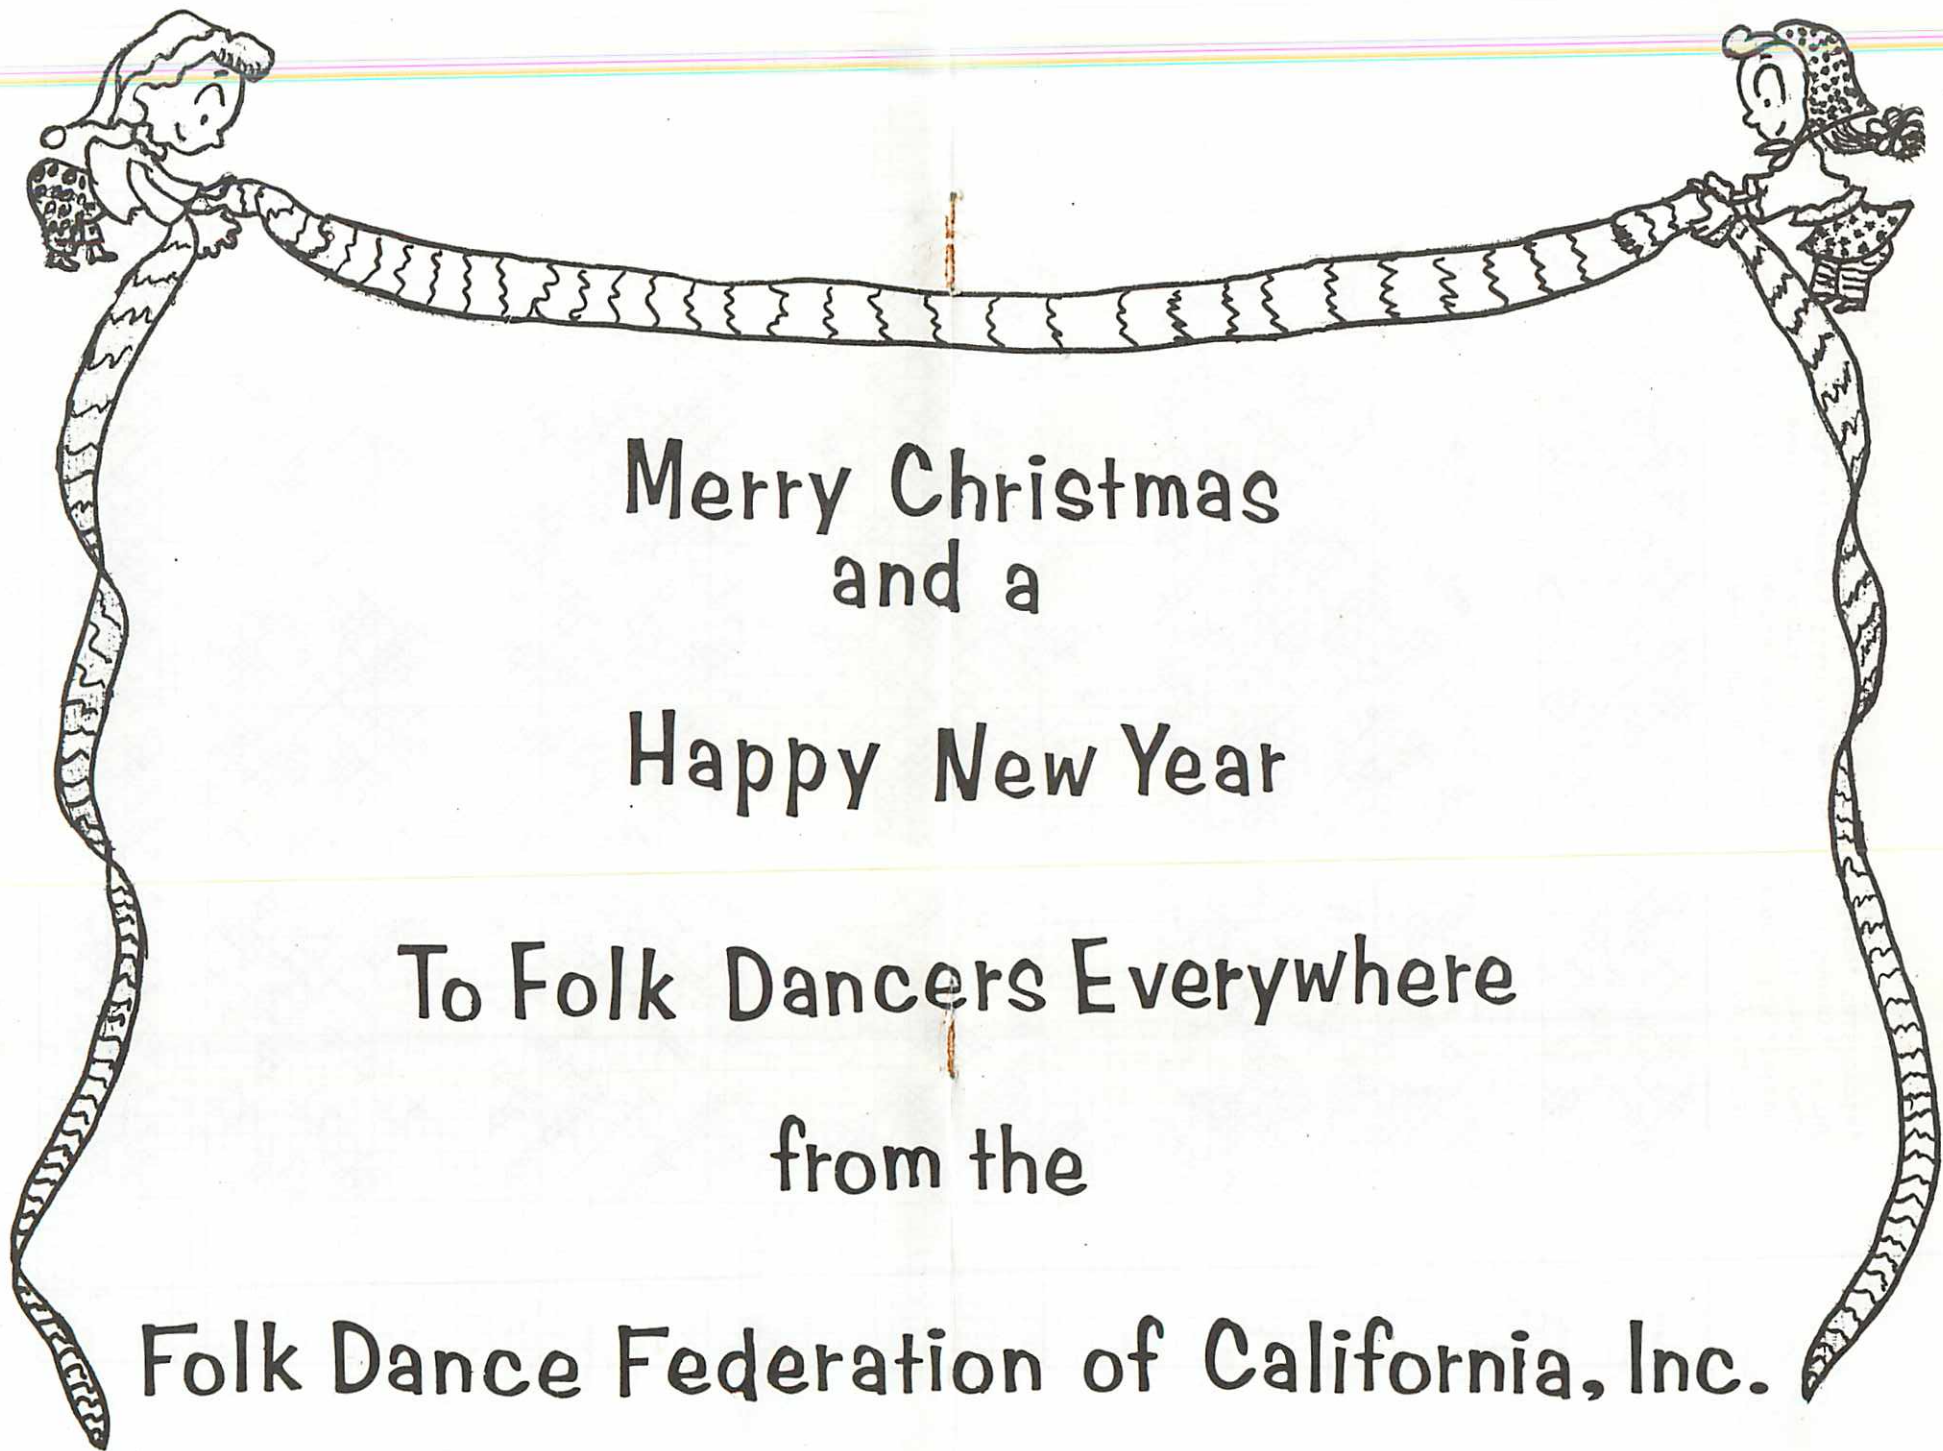 Merry Christmas
and a
Happy New Year
To Folk Dancers Everywhere
from the
Folk Dance Federation of California, Inc.